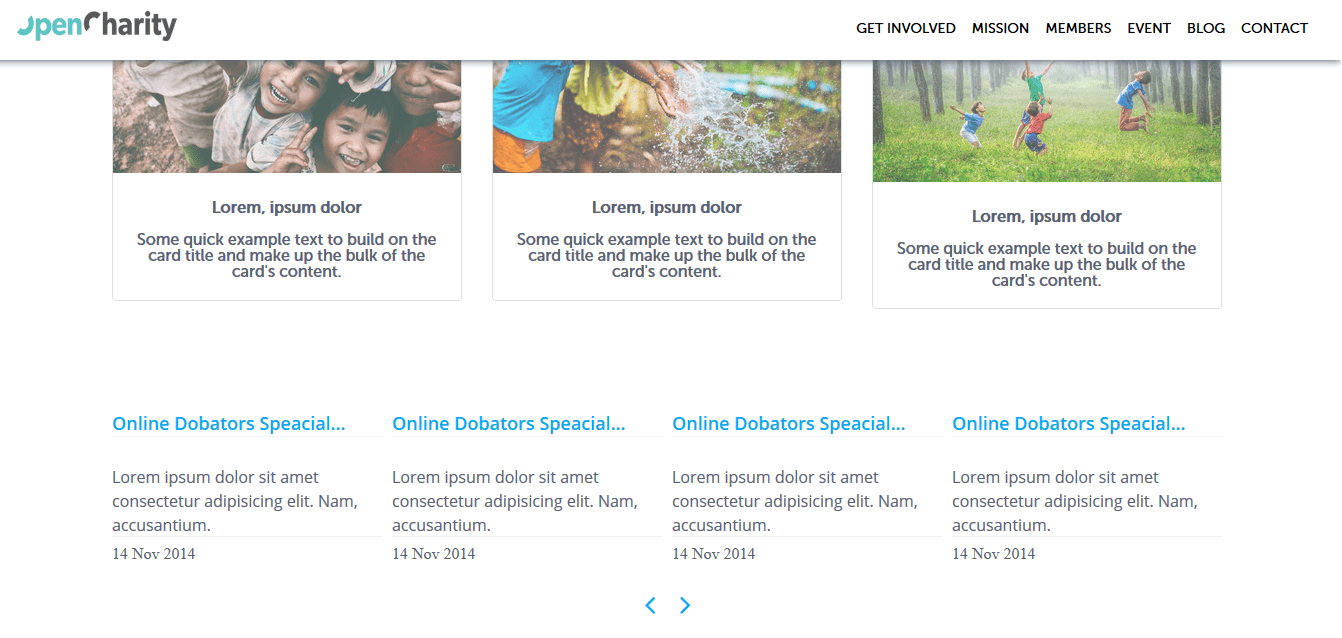 OpenCharity
GET INVOLVED MISSION MEMBERS EVENT BLOG CONTACT
Lorem, ipsum dolor
Some quick example text to build on the
card title and make up the bulk of the
card's content.
Lorem, ipsum dolor
Some quick example text to build on the
card title and make up the bulk of the
card's content.
Lorem, ipsum dolor
Some quick example text to build on the
card title and make up the bulk of the
card's content.
Online Dobators Speacial...
Lorem ipsum dolor sit amet
consectetur adipisicing elit. Nam,
accusantium.
14 Nov 2014
Online Dobators Speacial...
Lorem ipsum dolor sit amet
consectetur adipisicing elit. Nam,
accusantium.
14 Nov 2014
Online Dobators Speacial...
Lorem ipsum dolor sit amet
consectetur adipisicing elit. Nam,
accusantium.
14 Nov 2014
Online Dobators Speacial...
Lorem ipsum dolor sit amet
consectetur adipisicing elit. Nam,
accusantium.
14 Nov 2014